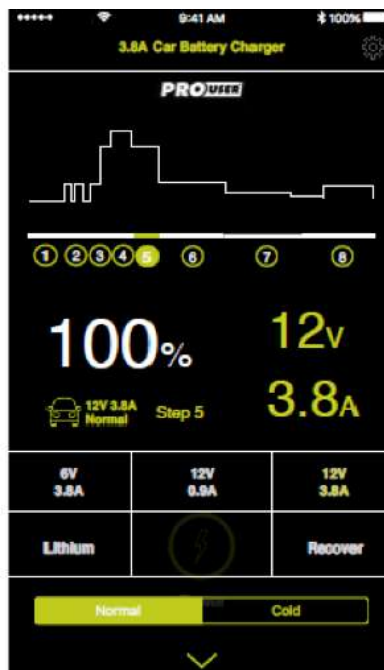 9:41 AM
100%
3.8A Car Battery Charger
PRO USER
1 2 3 4 5 6 7 8
100%
12V
3.8A
12V 3.8A
Normal
Step 5
6V
3.8A
12V
0.9A
12V
3.8A
Lithium
Recover
Normal
Cold